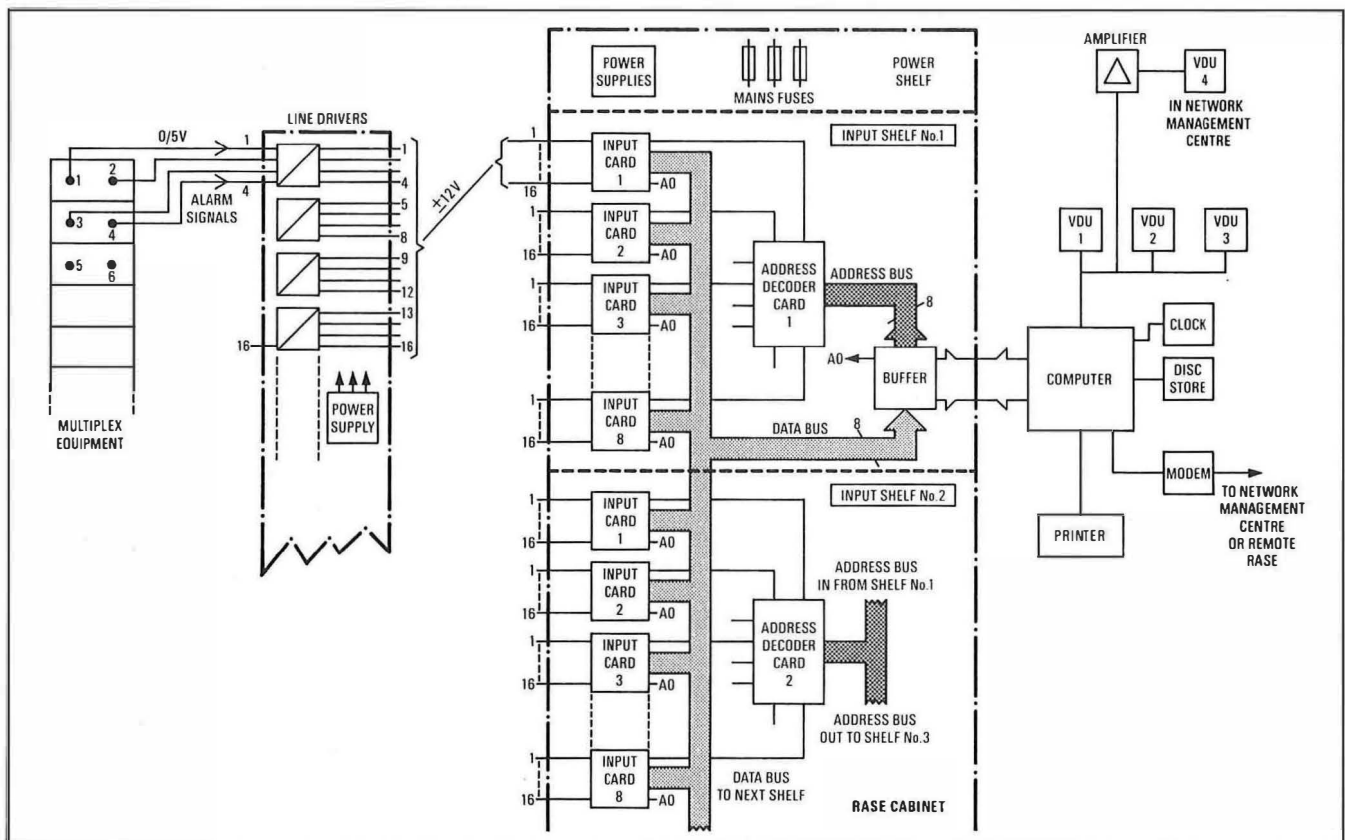 MULTIPLEX
EQUIPMENT
1
2
3
4
5
6
0/5V
ALARM
SIGNALS
1
4
16
LINE DRIVERS
1
4
5
8
9
12
13
16
POWER
SUPPLY
±12V
1
16
POWER
SUPPLIES
MAINS FUSES
POWER
SHELF
INPUT SHELF No.1
INPUT
CARD
1
A0
1
16
INPUT
CARD
2
A0
1
16
INPUT
CARD
3
A0
1
16
INPUT
CARD
8
A0
ADDRESS
DECODER
CARD
1
ADDRESS BUS
8
A0
BUFFER
DATA BUS
8
INPUT SHELF No.2
1
16
INPUT
CARD
1
A0
1
16
INPUT
CARD
2
A0
1
16
INPUT
CARD
3
A0
1
16
INPUT
CARD
8
A0
ADDRESS
DECODER
CARD
2
ADDRESS BUS
IN FROM SHELF No.1
ADDRESS BUS
OUT TO SHELF No.3
DATA BUS
TO NEXT SHELF
RASE CABINET
AMPLIFIER
VDU
4
IN NETWORK
MANAGEMENT
CENTRE
VDU
1
VDU
2
VDU
3
COMPUTER
CLOCK
DISC
STORE
MODEM
TO NETWORK
MANAGEMENT
CENTRE
OR REMOTE
RASE
PRINTER